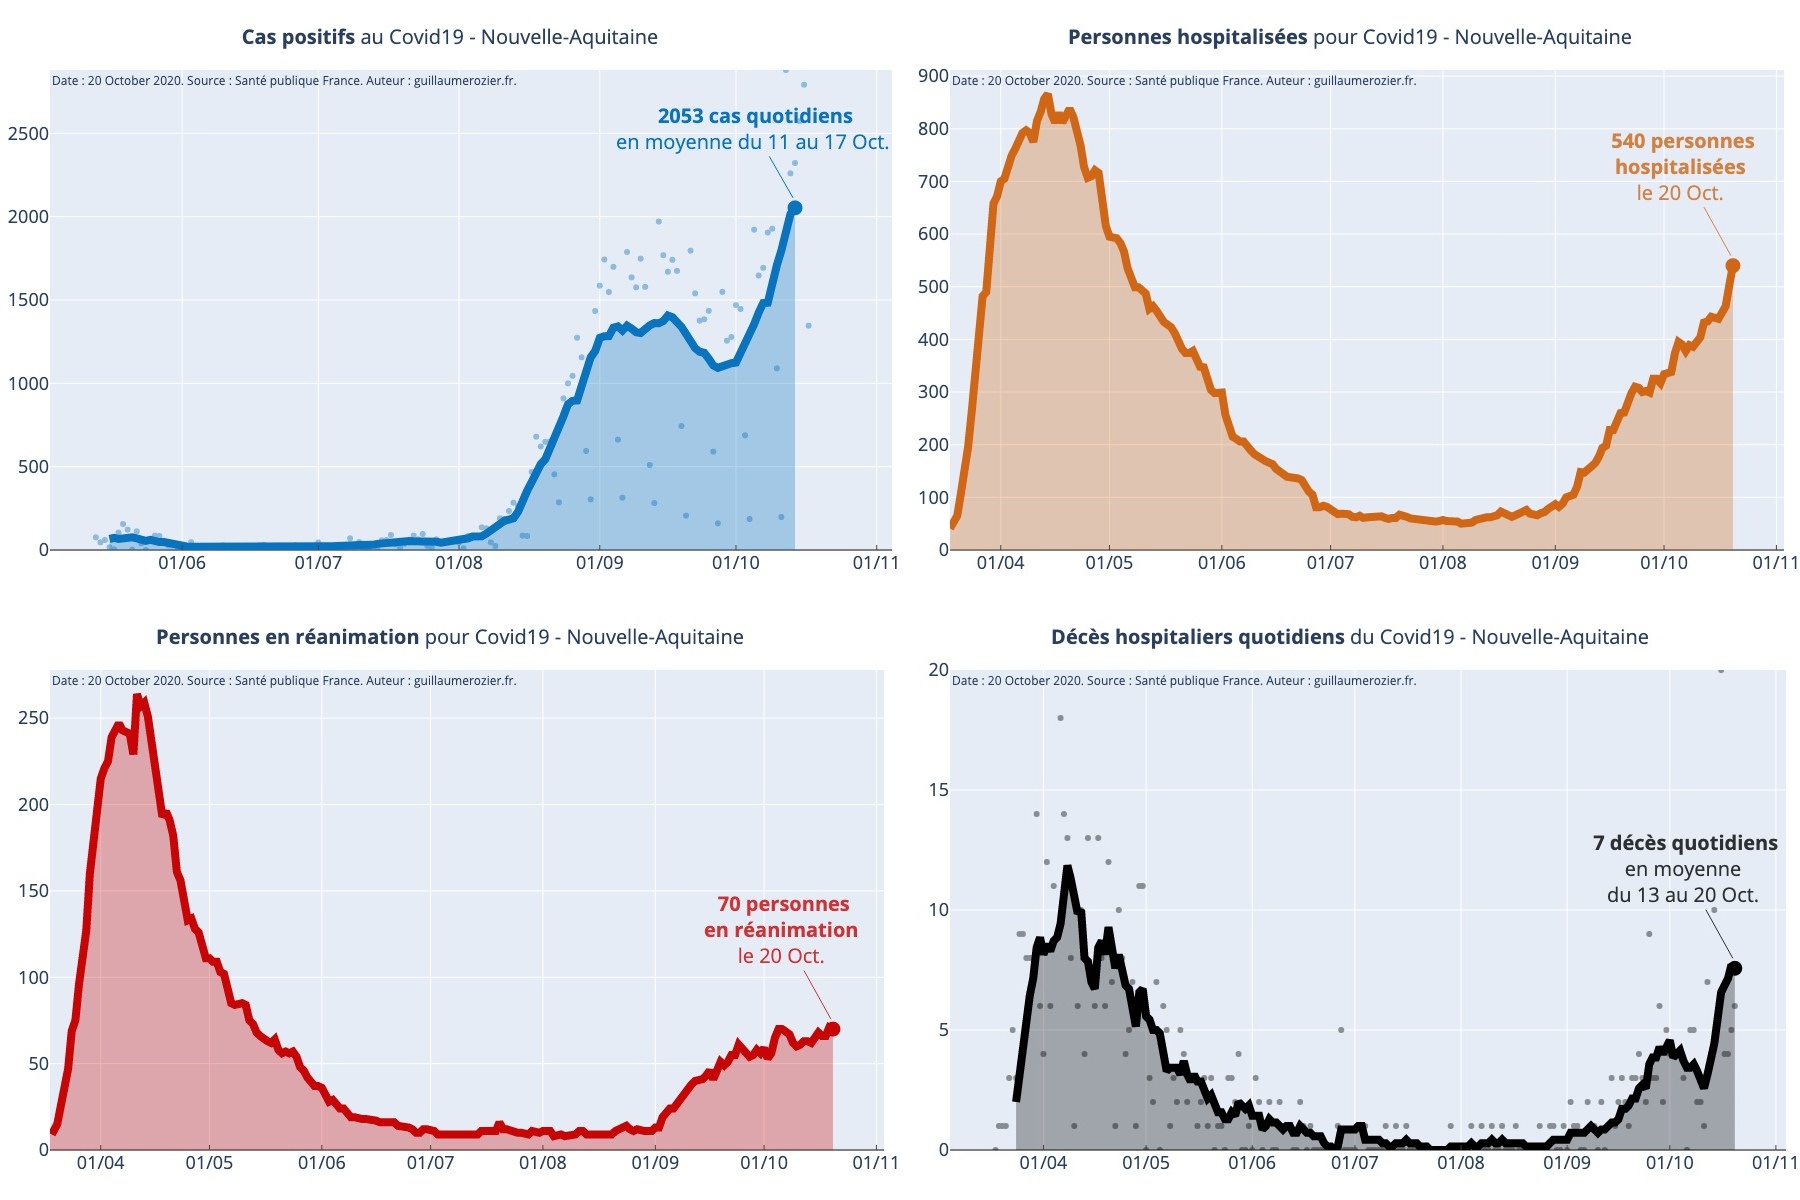 Cas positifs au Covid19 - Nouvelle-Aquitaine
Date : 20 October 2020. Source : Santé publique France. Auteur : guillaumerozier.fr.
2053 cas quotidiens
en moyenne du 11 au 17 Oct.
2500
2000
1500
1000
500
0
01/06 01/07 01/08 01/09 01/10 01/11
Personnes hospitalisées pour Covid19 - Nouvelle-Aquitaine
Date : 20 October 2020. Source : Santé publique France. Auteur : guillaumerozier.fr.
540 personnes
hospitalisées
le 20 Oct.
900
800
700
600
500
400
300
200
100
0
01/04 01/05 01/06 01/07 01/08 01/09 01/10 01/11
Personnes en réanimation pour Covid19 - Nouvelle-Aquitaine
Date : 20 October 2020. Source : Santé publique France. Auteur : guillaumerozier.fr.
70 personnes
en réanimation
le 20 Oct.
250
200
150
100
50
0
01/04 01/05 01/06 01/07 01/08 01/09 01/10 01/11
Décès hospitaliers quotidiens du Covid19 - Nouvelle-Aquitaine
Date : 20 October 2020. Source : Santé publique France. Auteur : guillaumerozier.fr.
7 décès quotidiens
en moyenne
du 13 au 20 Oct.
20
15
10
5
0
01/04 01/05 01/06 01/07 01/08 01/09 01/10 01/11